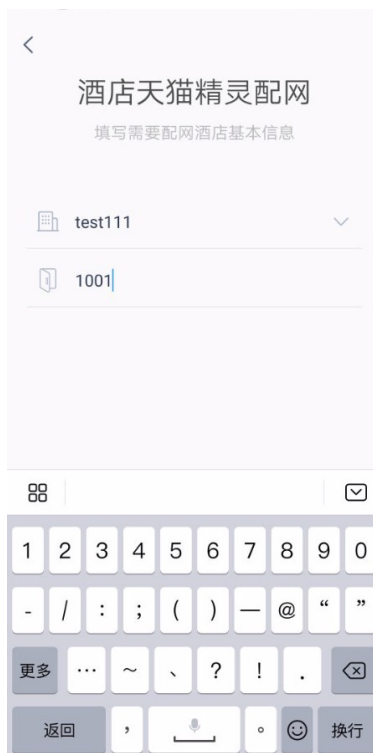 酒店天猫精灵配网
填写需要配网酒店基本信息
test111
1001
1 2 3 4 5 6 7 8 9 0
- / : ; ( ) — @ “ ”
更多 … ~ 、 ? ! .
返回 , 。 换行